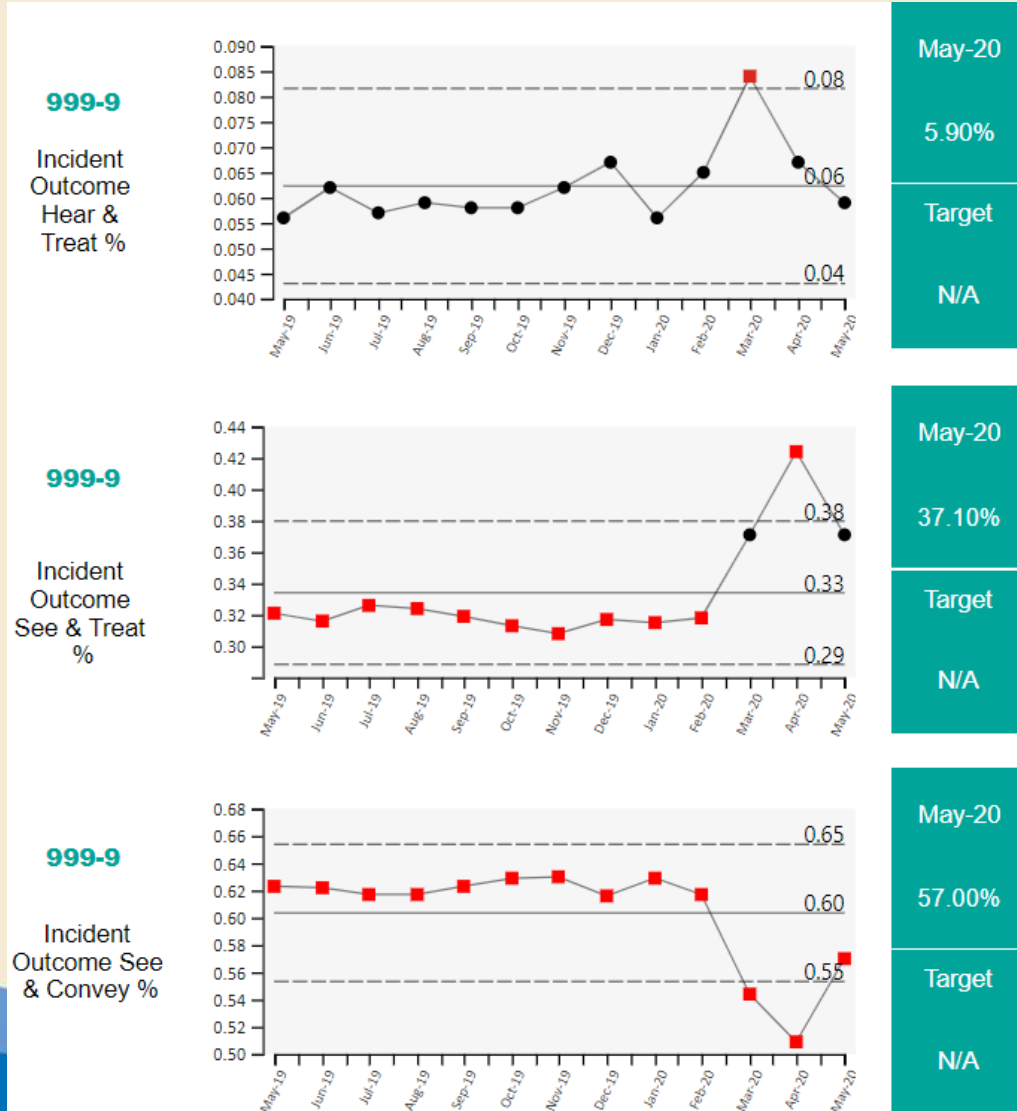 999-9
Incident
Outcome
Hear &
Treat %
0.090
0.085
0.080
0.075
0.070
0.065
0.060
0.055
0.050
0.045
0.040
0.08
0.06
0.04
May-19
Jun-19
Jul-19
Aug-19
Sep-19
Oct-19
Nov-19
Dec-19
Jan-20
Feb-20
Mar-20
Apr-20
May-20
May-20
5.90%
Target
N/A
999-9
Incident
Outcome
See & Treat
%
0.44
0.42
0.40
0.38
0.36
0.34
0.32
0.30
0.38
0.33
0.29
May-19
Jun-19
Jul-19
Aug-19
Sep-19
Oct-19
Nov-19
Dec-19
Jan-20
Feb-20
Mar-20
Apr-20
May-20
May-20
37.10%
Target
N/A
999-9
Incident
Outcome See
& Convey %
0.68
0.66
0.64
0.62
0.60
0.58
0.56
0.54
0.52
0.50
0.65
0.60
0.55
May-19
Jun-19
Jul-19
Aug-19
Sep-19
Oct-19
Nov-19
Dec-19
Jan-20
Feb-20
Mar-20
Apr-20
May-20
May-20
57.00%
Target
N/A